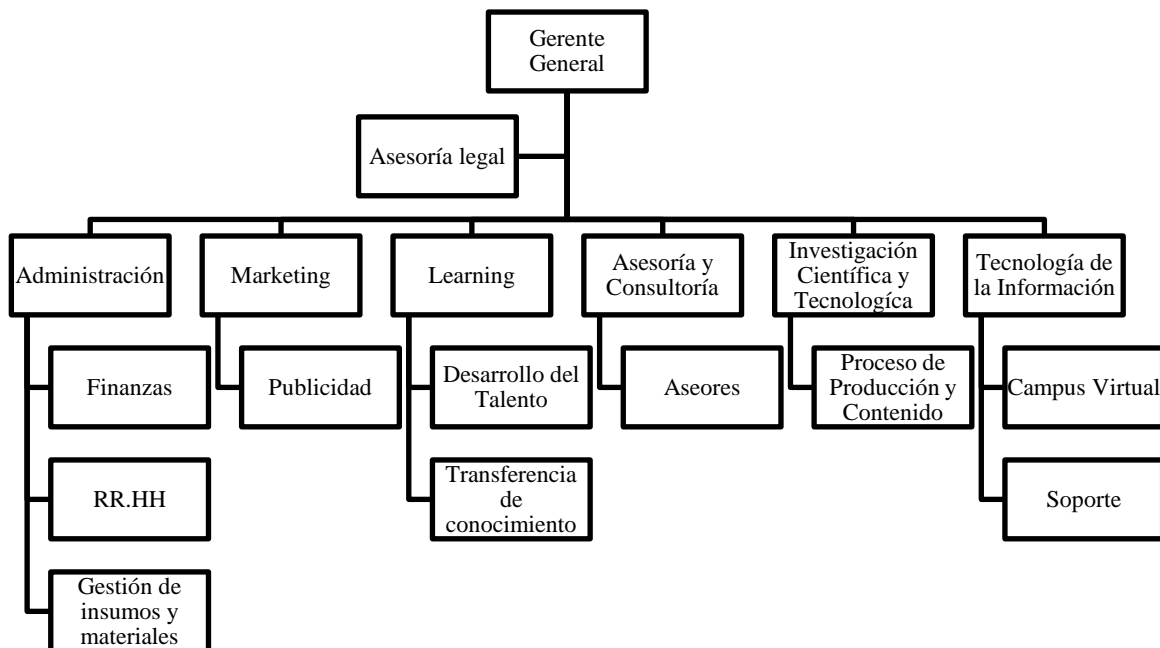 Gerente
General
Asesoría legal
Administración
Marketing
Learning
Asesoría y
Consultoría
Investigación
Científica y
Tecnologíca
Tecnología de
la Información
Finanzas
Publicidad
Desarrollo del
Talento
Aseores
Proceso de
Producción y
Contenido
Campus Virtual
RR.HH
Transferencia
de
conocimiento
Soporte
Gestión de
insumos y
materiales